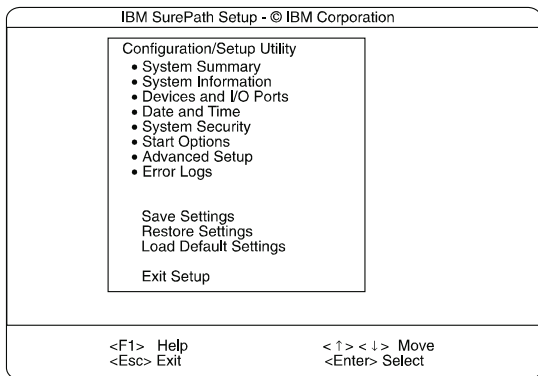 IBM SurePath Setup - © IBM Corporation
Configuration/Setup Utility
• System Summary
• System Information
• Devices and I/O Ports
• Date and Time
• System Security
• Start Options
• Advanced Setup
• Error Logs
Save Settings
Restore Settings
Load Default Settings
Exit Setup
<F1> Help <↑><↓> Move
<Esc> Exit <Enter> Select